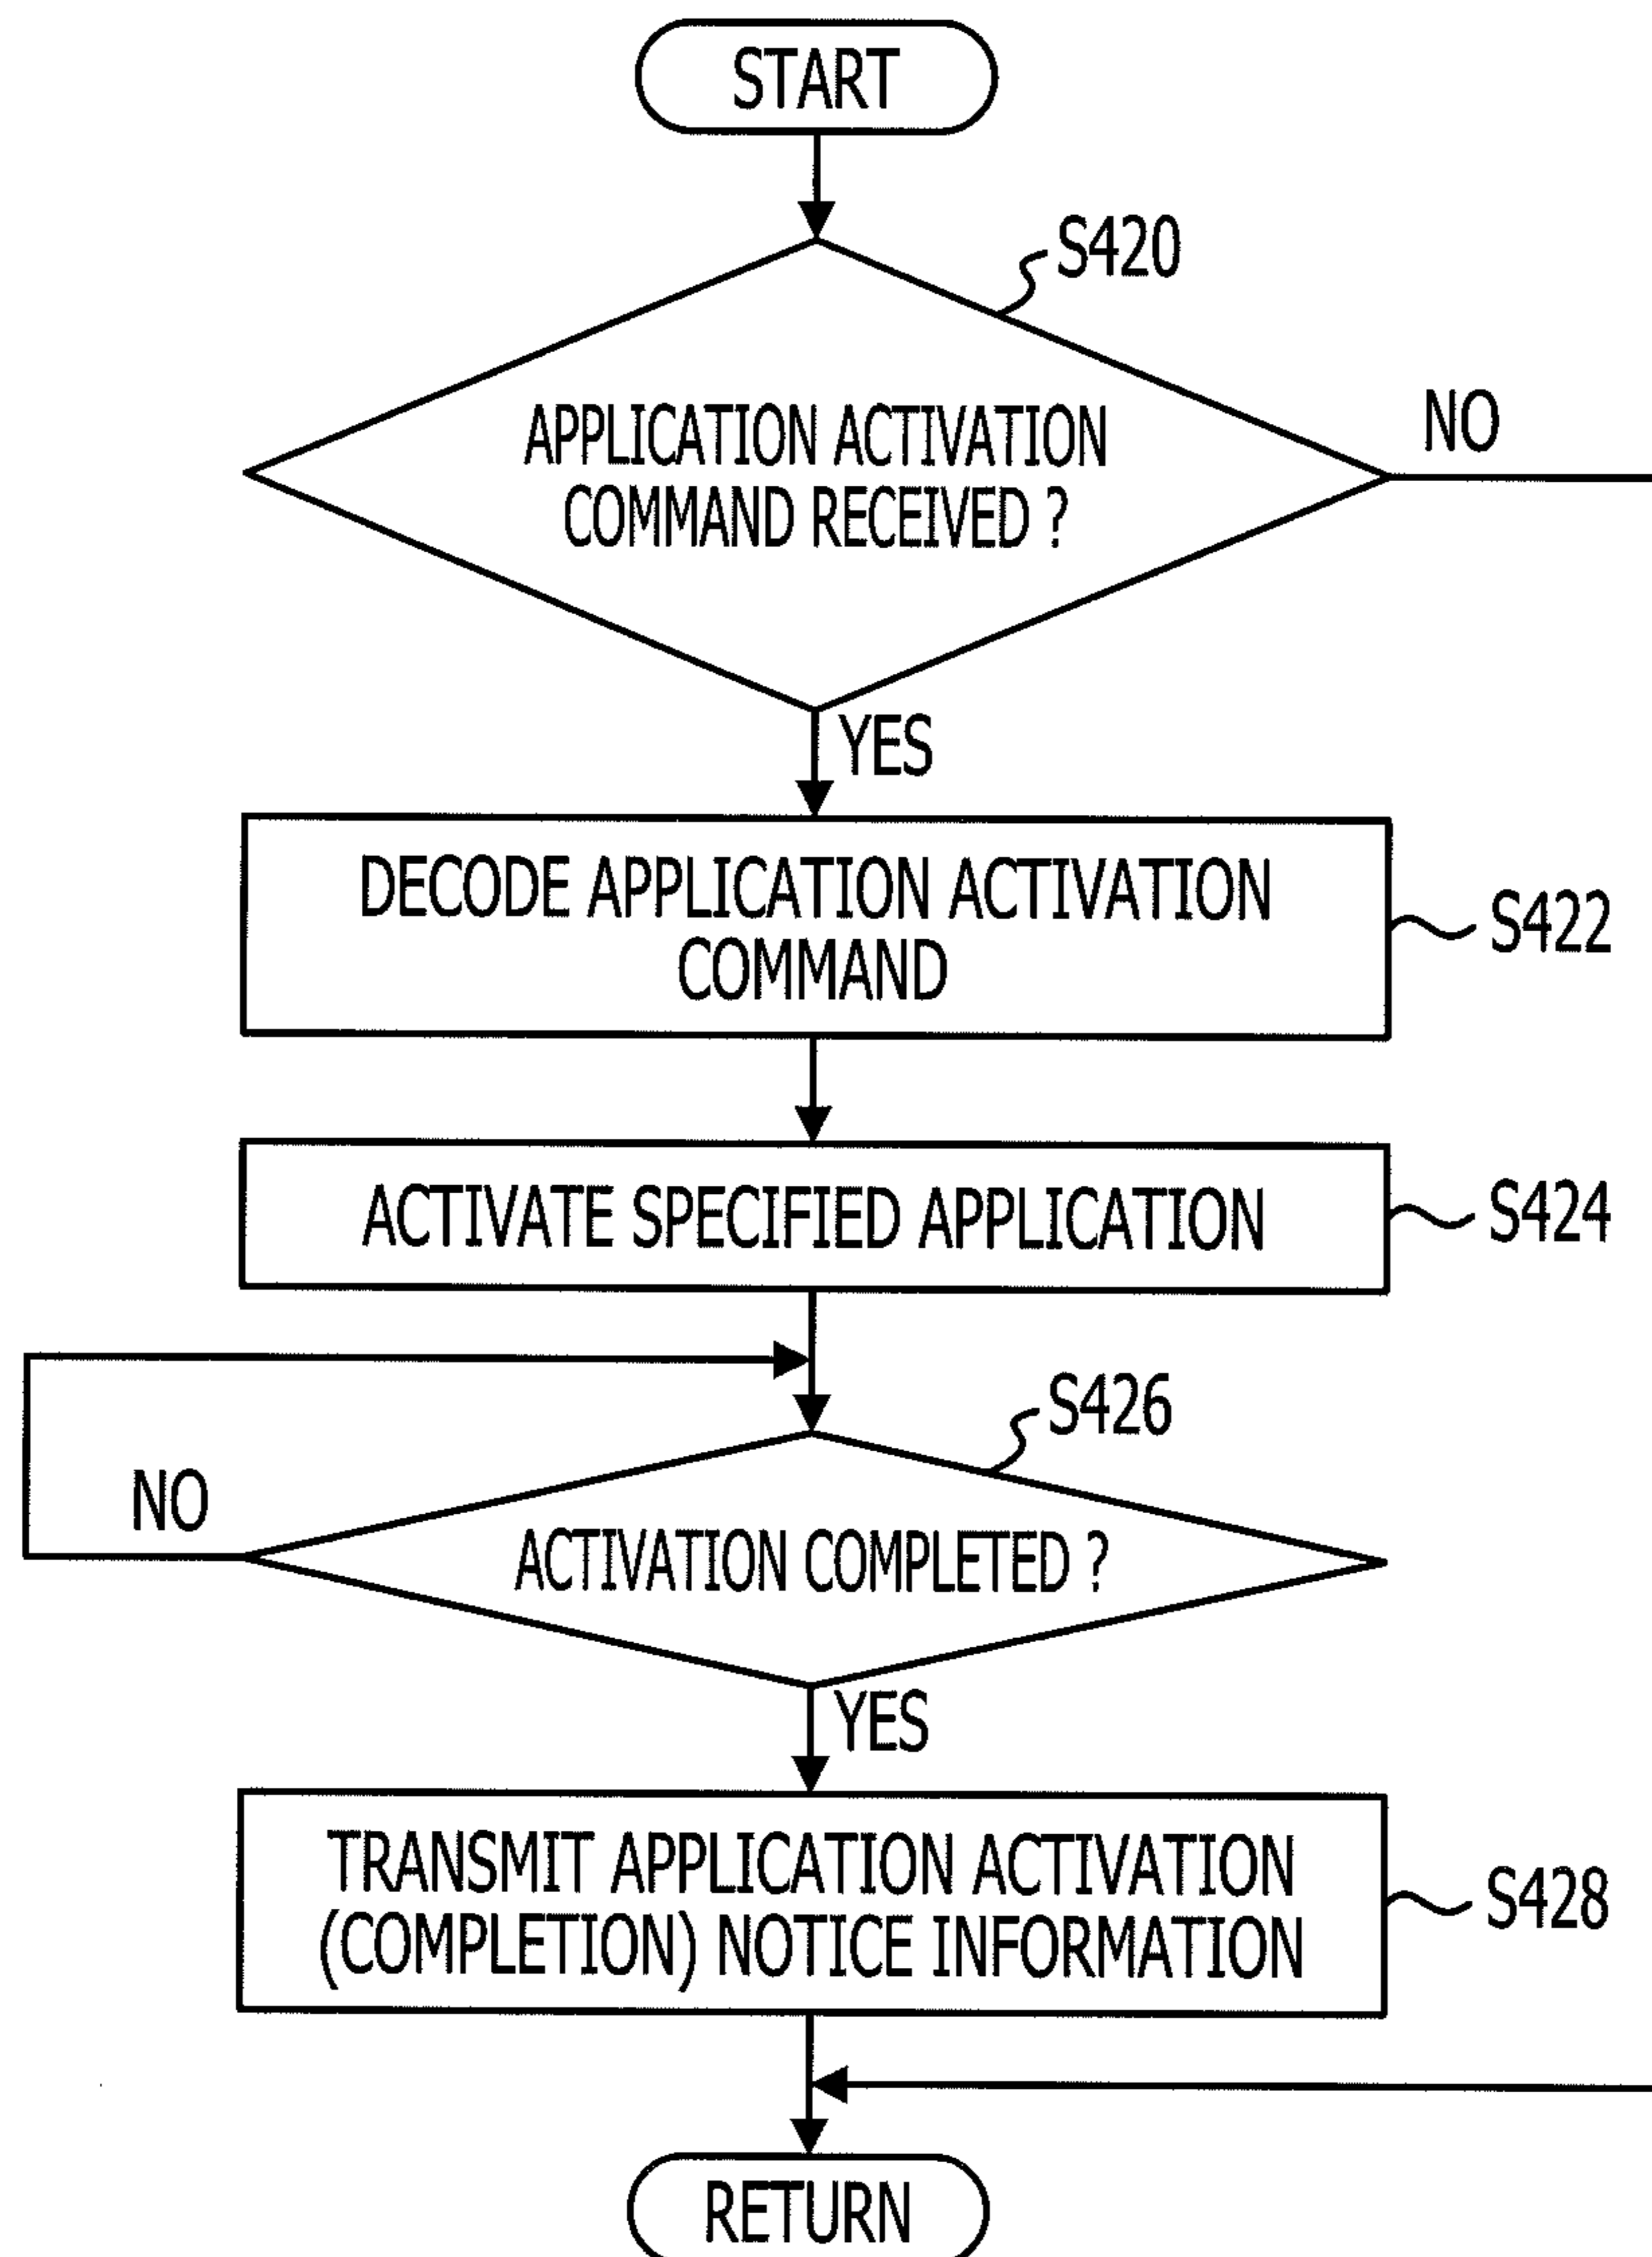 START
S420
APPLICATION ACTIVATION
COMMAND RECEIVED ?
NO
YES
DECODE APPLICATION ACTIVATION
COMMAND
S422
ACTIVATE SPECIFIED APPLICATION
S424
S426
NO
ACTIVATION COMPLETED ?
YES
TRANSMIT APPLICATION ACTIVATION
(COMPLETION) NOTICE INFORMATION
S428
RETURN